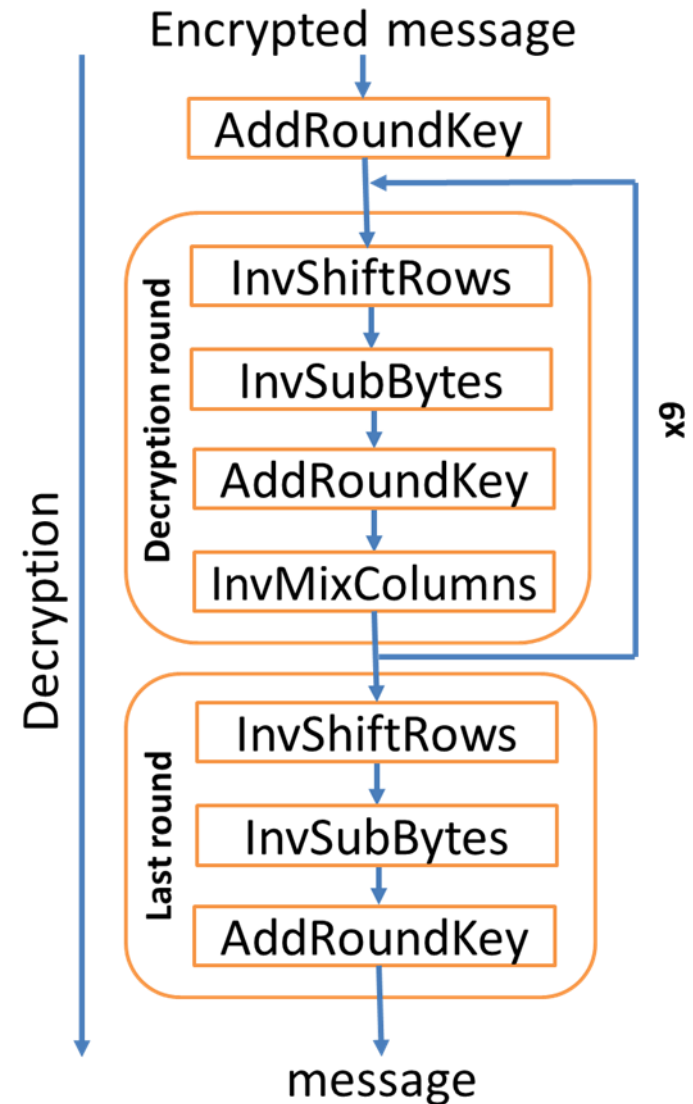 Encrypted message
AddRoundKey
InvShiftRows
InvSubBytes
AddRoundKey
InvMixColumns
Decryption round
x9
Decryption
InvShiftRows
InvSubBytes
AddRoundKey
Last round
message